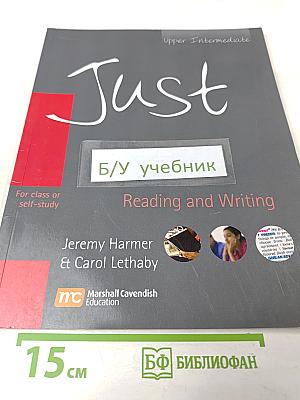 Upper Intermediate
Just
Б/У учебник
For class or
self-study
Reading and Writing
Jeremy Harmer
& Carol Lethaby
mc Marshall Cavendish
Education
15 см
БФ БИБЛИОФАН